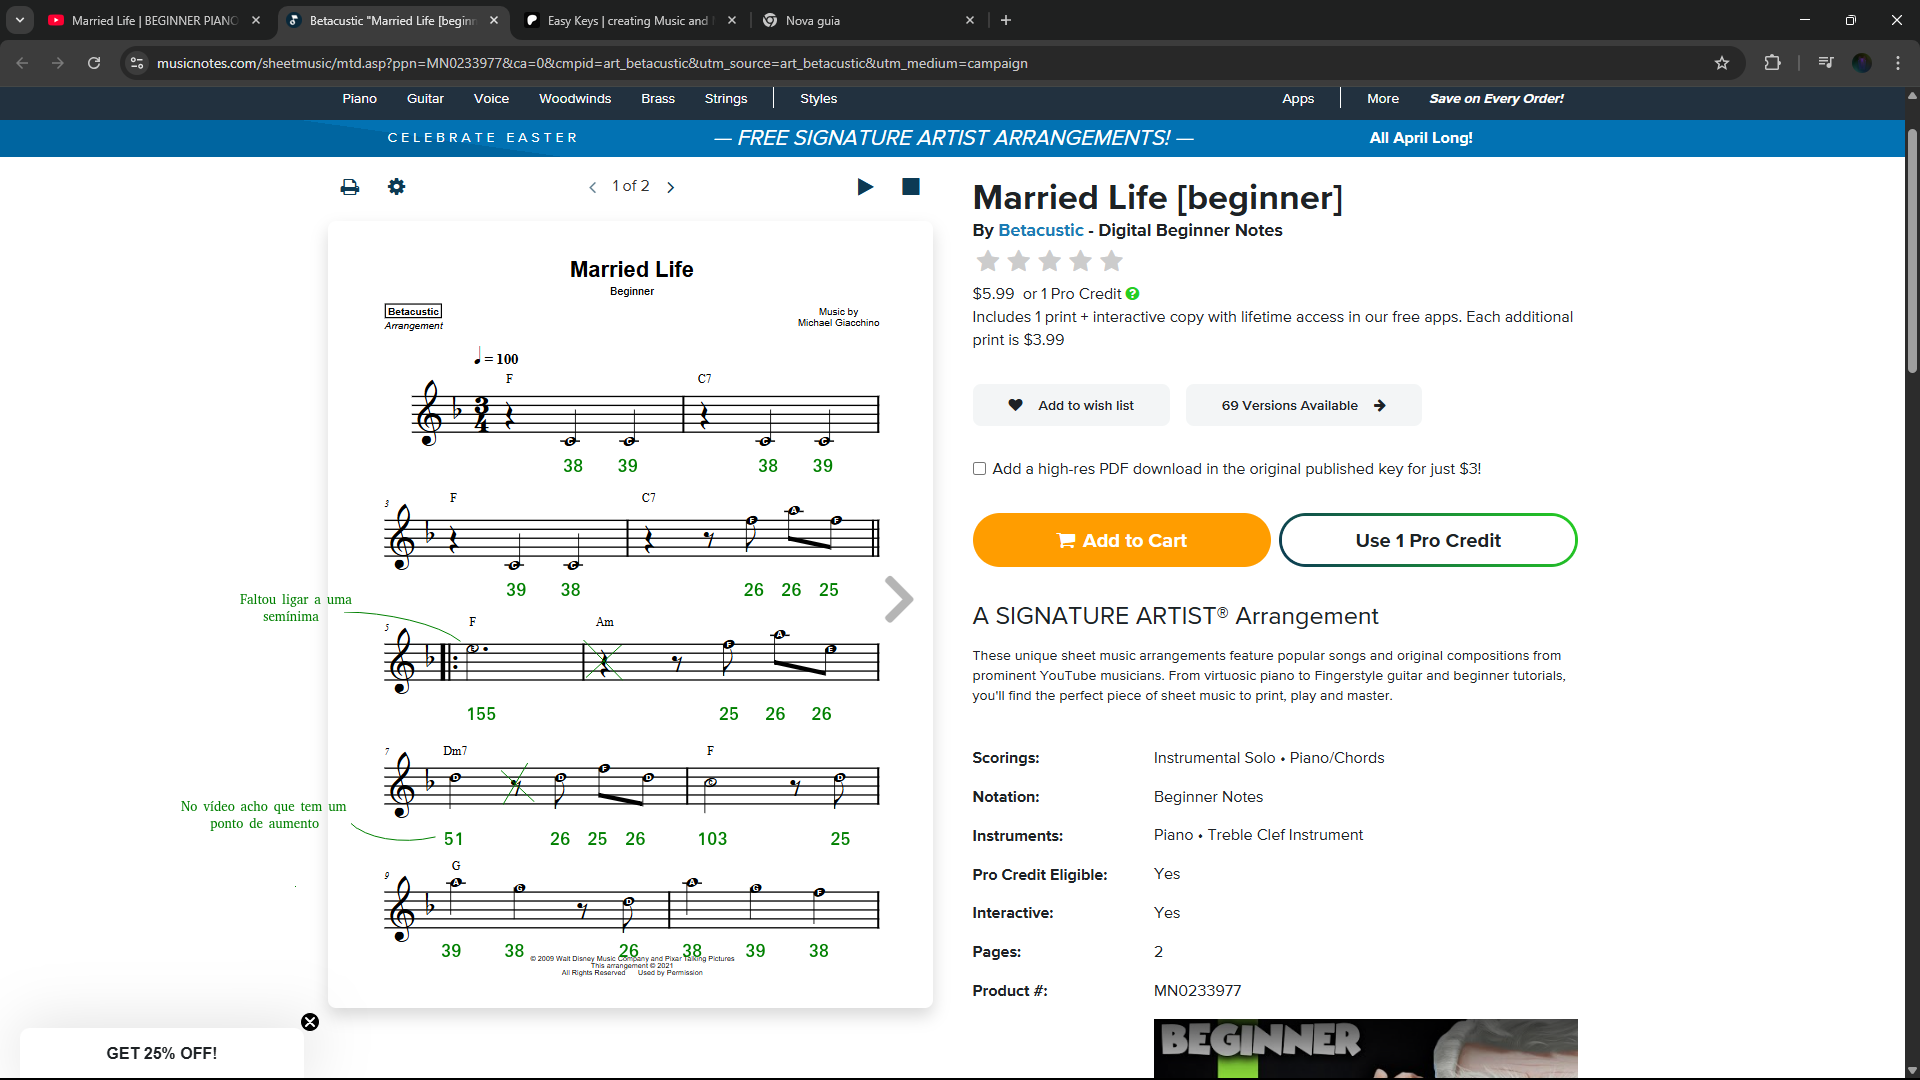 Married Life | BEGINNER PIANO
Betacustic "Married Life [beginn
Easy Keys | creating Music and
Nova guia
musicnotes.com/sheetmusic/mtd.asp?ppn=MN0233977&ca=0&cmpid=art_betacustic&utm_source=art_betacustic&utm_medium=campaign
Piano Guitar Voice Woodwinds Brass Strings Styles Apps More Save on Every Order!
CELEBRATE EASTER — FREE SIGNATURE ARTIST ARRANGEMENTS! — All April Long!
1 of 2
Married Life
Beginner
Betacustic
Arrangement
Music by
Michael Giacchino
= 100
F C7
3
4
C C C C
38 39 38 39
3
F C7
C C F A F
39 38 26 26 25
Faltou ligar a uma
semínima
5
F Am
E F A E
155 25 26 26
7
Dm7 F
D D F D C D
No vídeo acho que tem um
ponto de aumento
51 26 25 26 103 25
9
G
A G D A G F
39 38 26 38 39 38
© 2009 Walt Disney Music Company and Pixar Talking Pictures
This arrangement © 2021
All Rights Reserved Used by Permission
Married Life [beginner]
By Betacustic - Digital Beginner Notes
$5.99 or 1 Pro Credit ?
Includes 1 print + interactive copy with lifetime access in our free apps. Each additional
print is $3.99
Add to wish list
69 Versions Available
Add a high-res PDF download in the original published key for just $3!
Add to Cart
Use 1 Pro Credit
A SIGNATURE ARTIST® Arrangement
These unique sheet music arrangements feature popular songs and original compositions from
prominent YouTube musicians. From virtuosic piano to Fingerstyle guitar and beginner tutorials,
you'll find the perfect piece of sheet music to print, play and master.
Scorings: Instrumental Solo • Piano/Chords
Notation: Beginner Notes
Instruments: Piano • Treble Clef Instrument
Pro Credit Eligible: Yes
Interactive: Yes
Pages: 2
Product #: MN0233977
BEGINNER
GET 25% OFF!